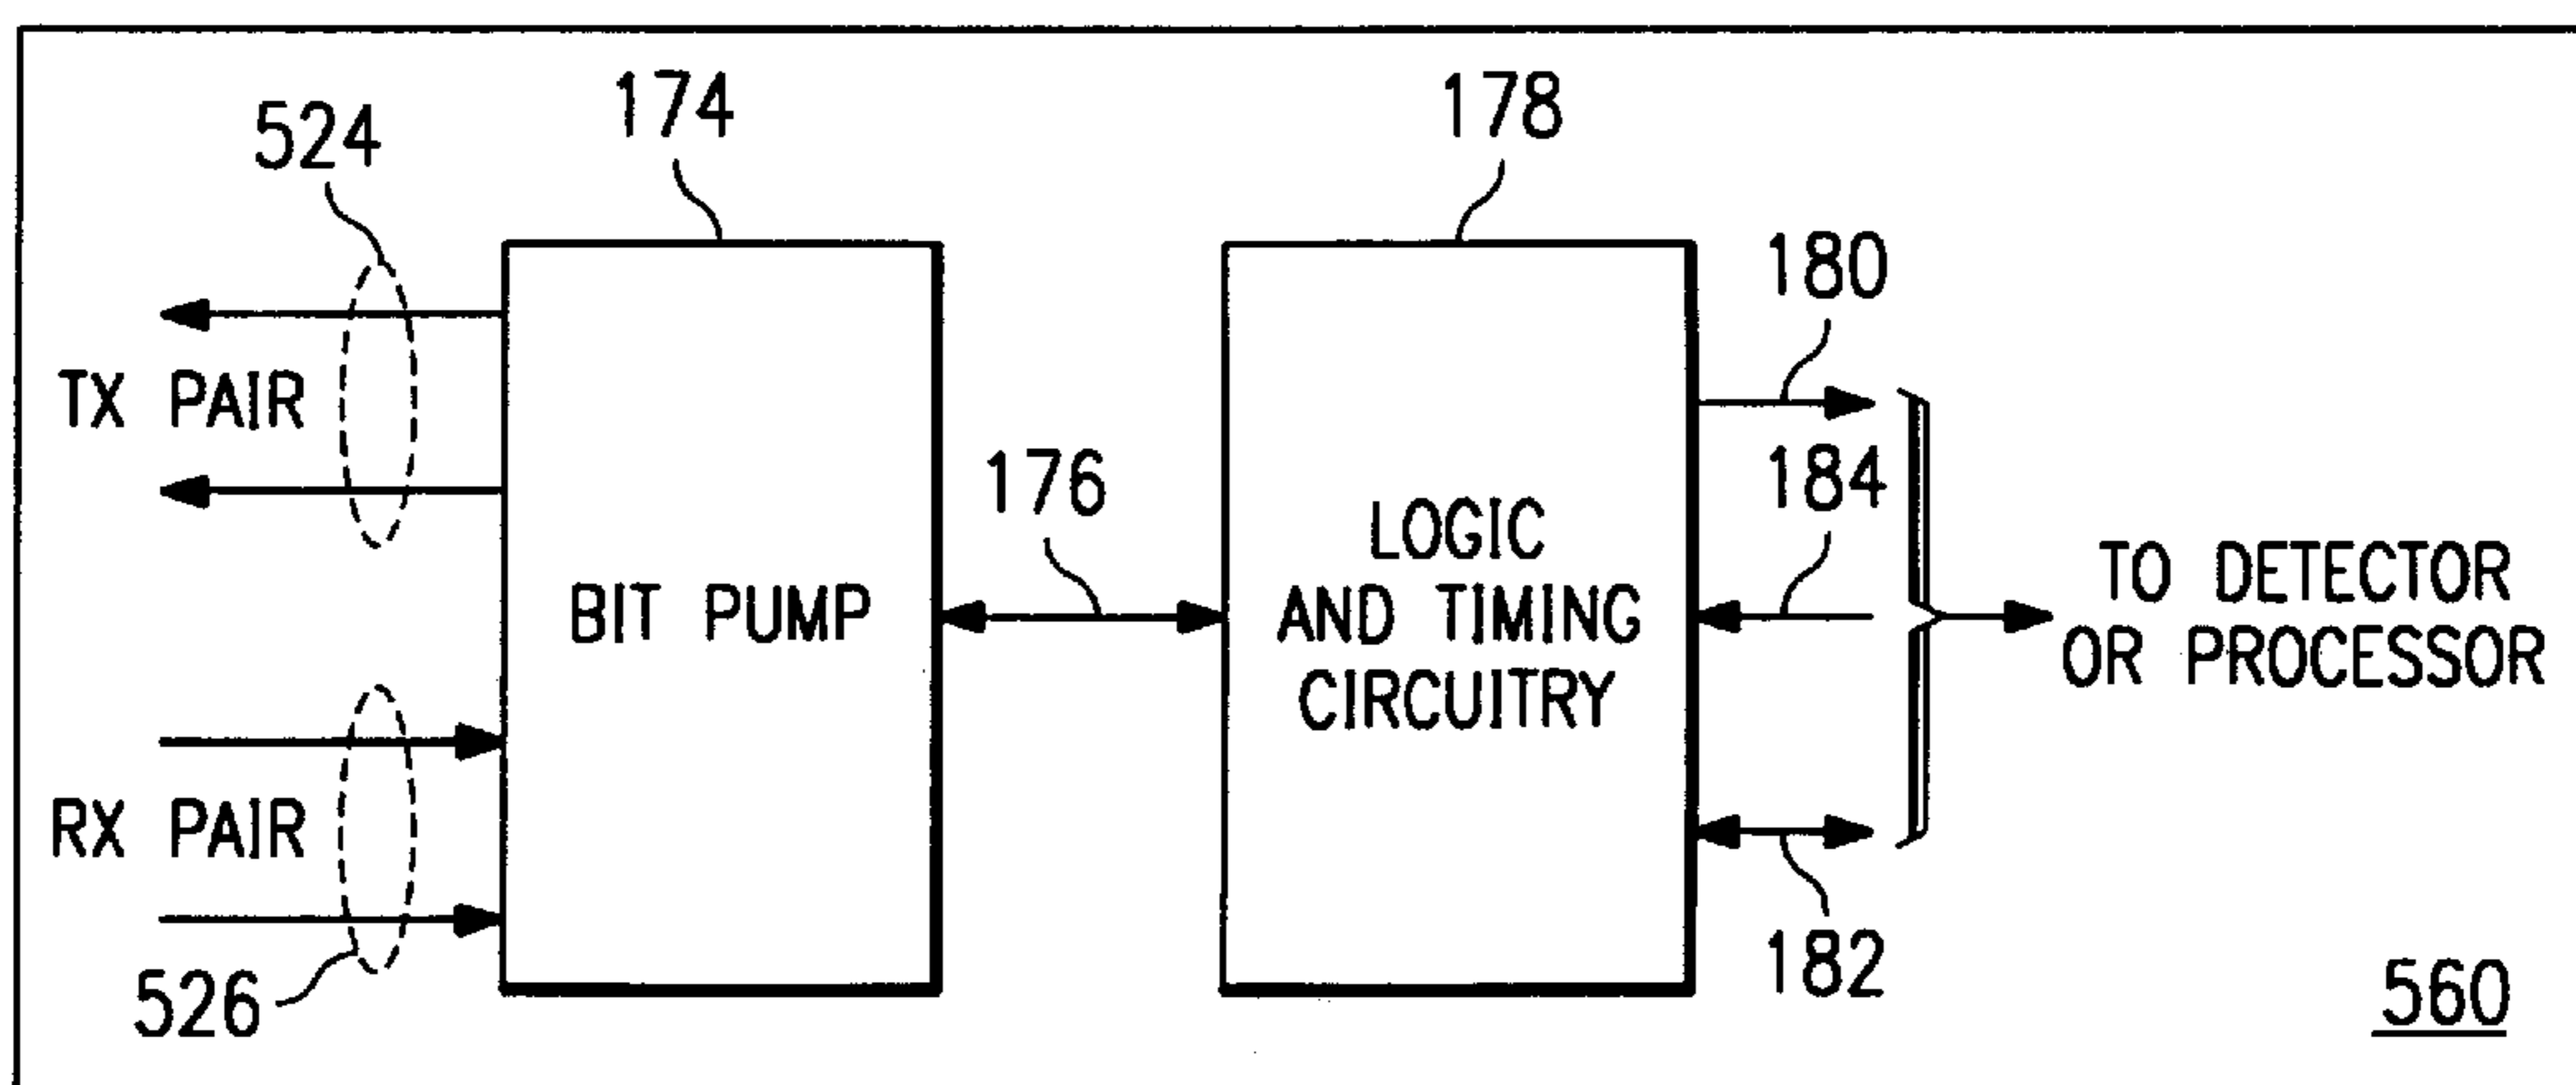 524
174
178
180
TX PAIR
176
184
BIT PUMP
LOGIC
AND TIMING
CIRCUITRY
TO DETECTOR
OR PROCESSOR
RX PAIR
182
526
560